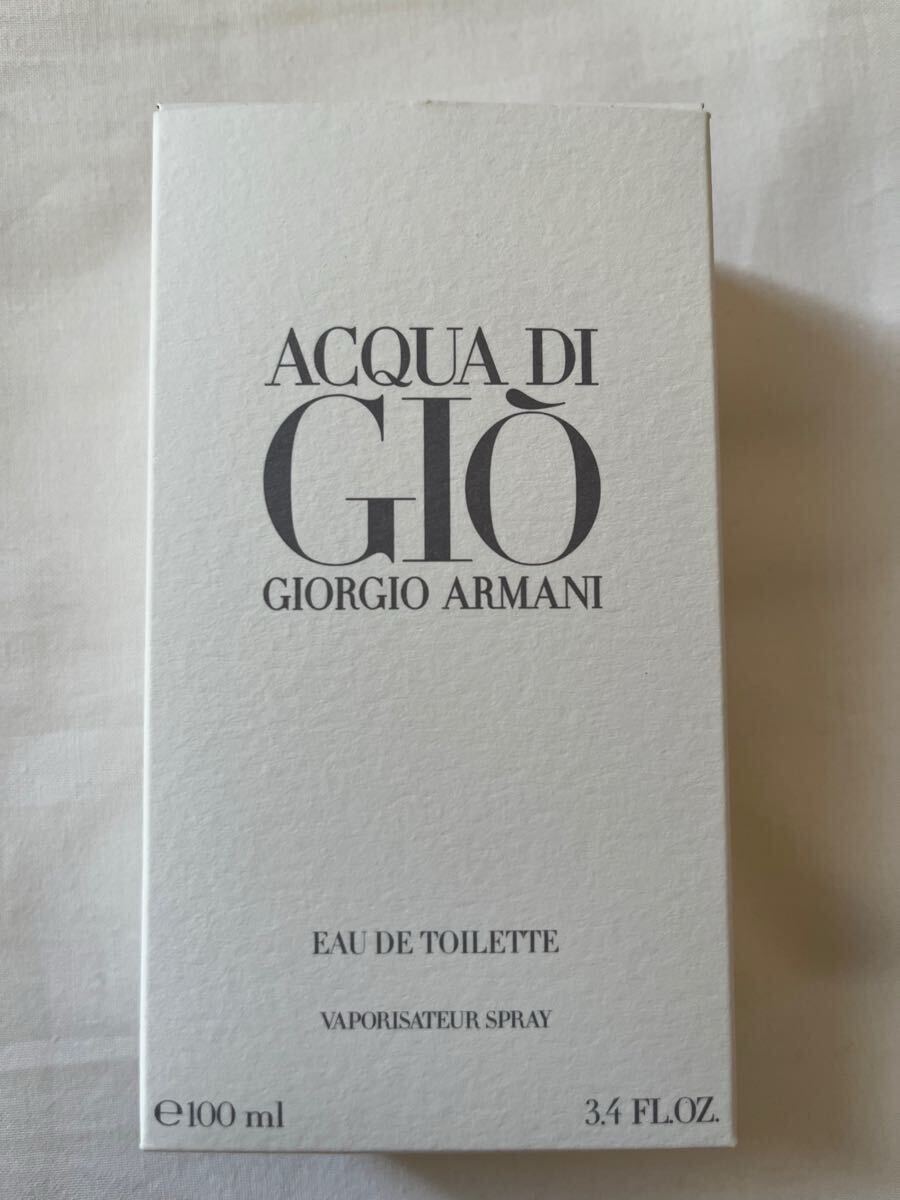 ACQUA DI
GIÒ
GIORGIO ARMANI
EAU DE TOILETTE
VAPORISATEUR SPRAY
℮100 ml 3.4 FL.OZ.